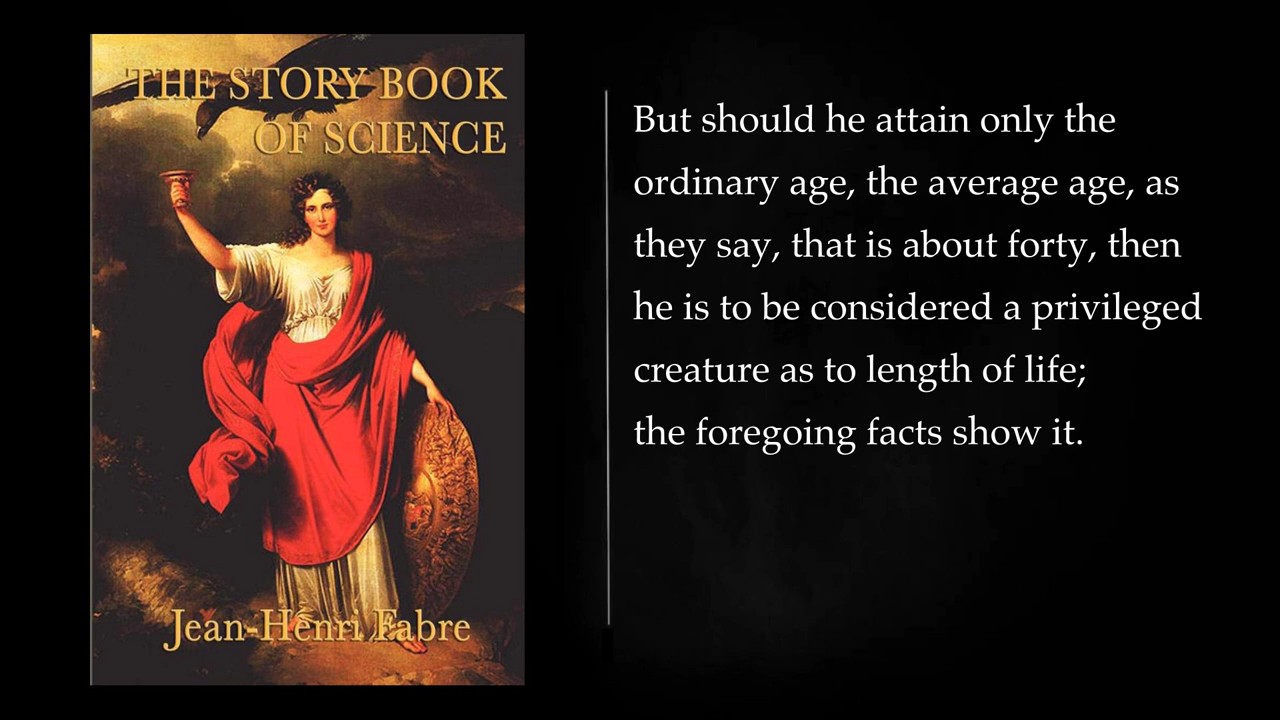 THE STORY BOOK
OF SCIENCE
Jean-Henri Fabre
But should he attain only the
ordinary age, the average age, as
they say, that is about forty, then
he is to be considered a privileged
creature as to length of life;
the foregoing facts show it.